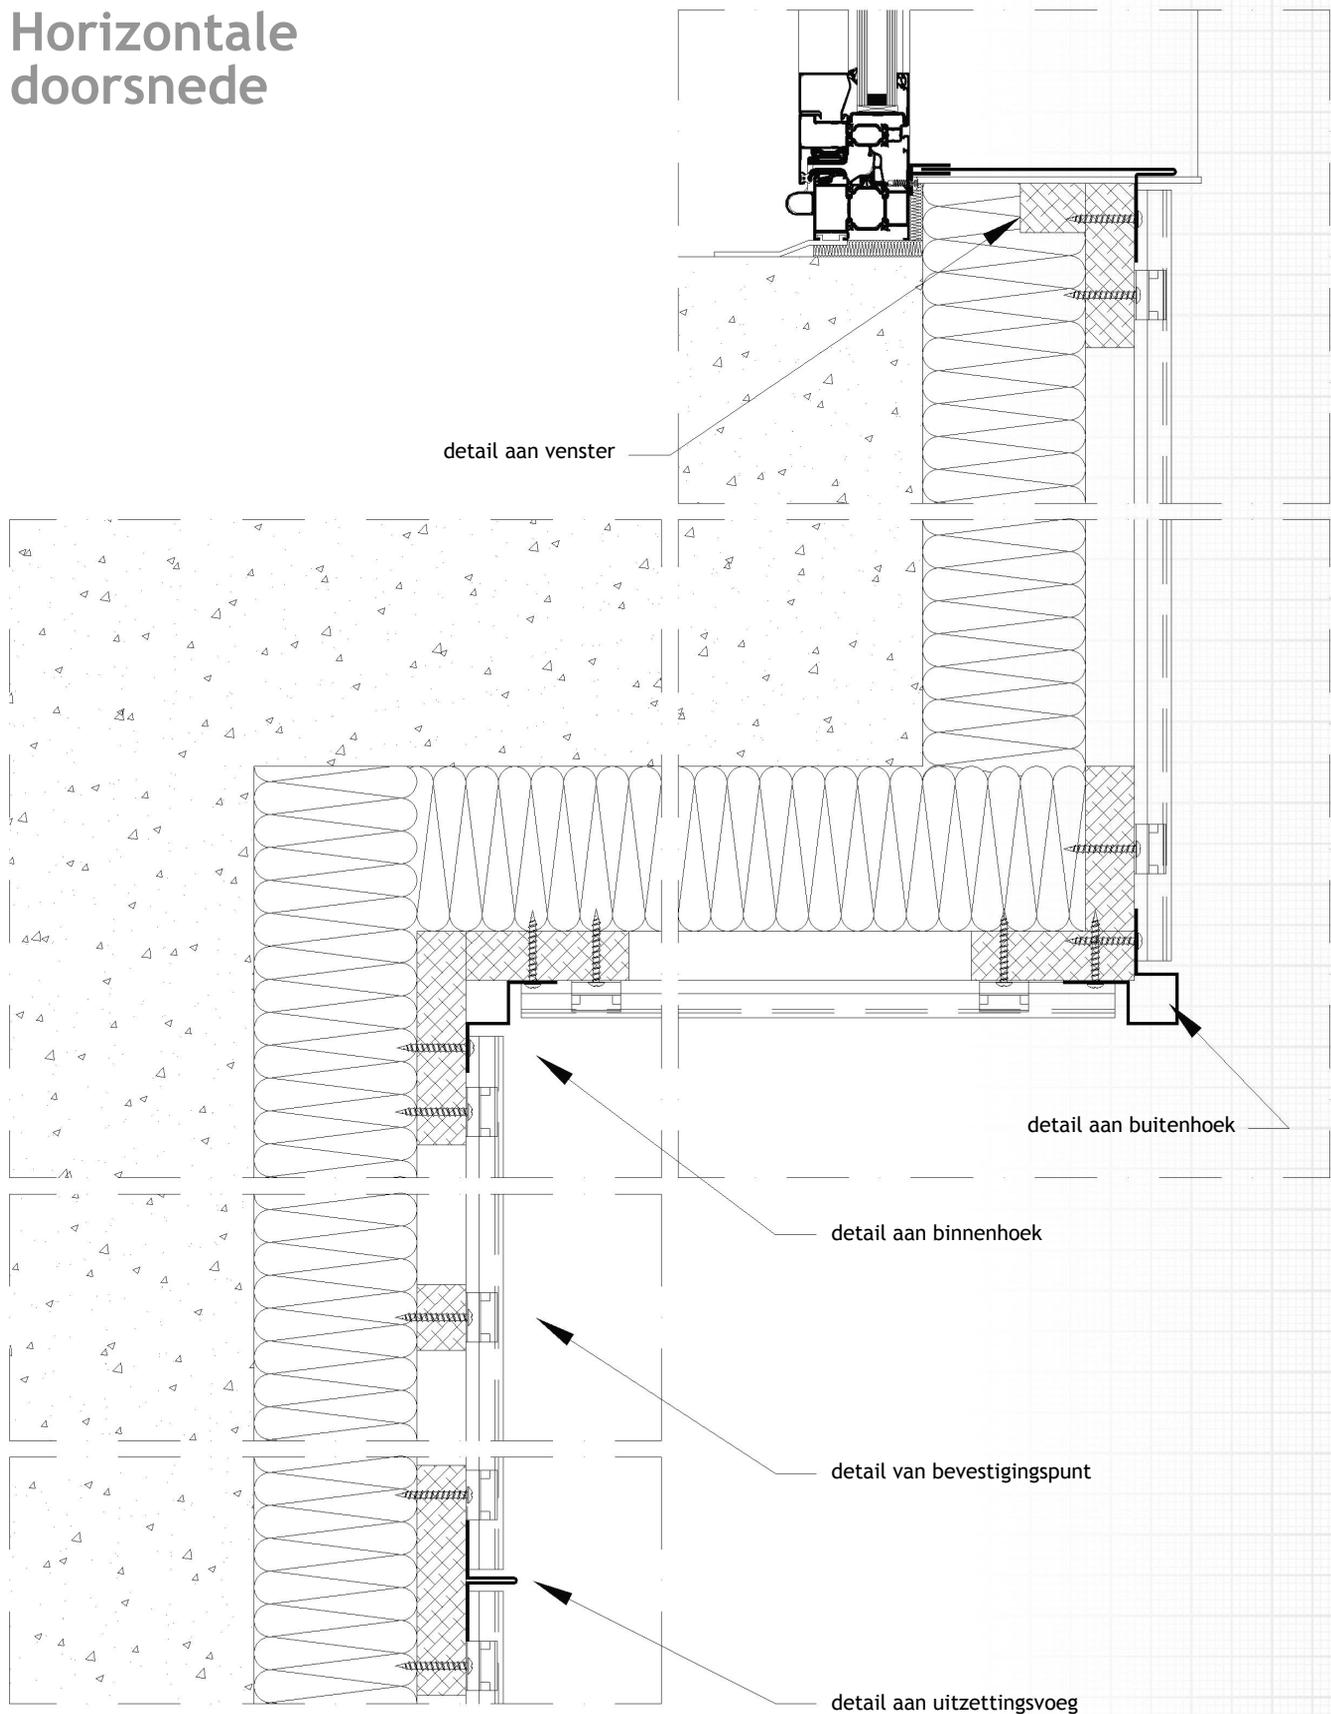 Horizontale
doorsnede
detail aan venster
detail aan buitenhoek
detail aan binnenhoek
detail van bevestigingspunt
detail aan uitzettingsvoeg